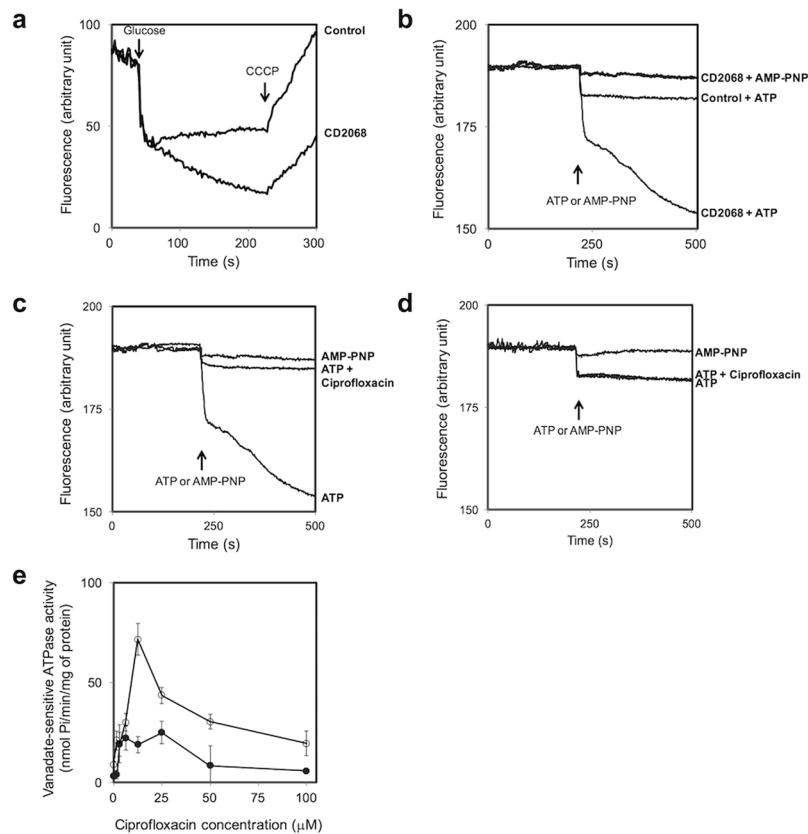 a
Fluorescence (arbitrary unit)
100
50
0
Glucose
CCCP
Control
CD2068
0 100 200 300
Time (s)
b
Fluorescence (arbitrary unit)
200
175
150
CD2068 + AMP-PNP
Control + ATP
ATP or AMP-PNP
CD2068 + ATP
0 250 500
Time (s)
c
Fluorescence (arbitrary unit)
200
175
150
AMP-PNP
ATP +
Ciprofloxacin
ATP or AMP-PNP
ATP
0 250 500
Time (s)
d
Fluorescence (arbitrary unit)
200
175
150
AMP-PNP
ATP + Ciprofloxacin
ATP
ATP or AMP-PNP
0 250 500
Time (s)
e
Vanadate-sensitive ATPase activity
(nmol Pi/min/mg of protein)
100
50
0
0 25 50 75 100
Ciprofloxacin concentration (μM)